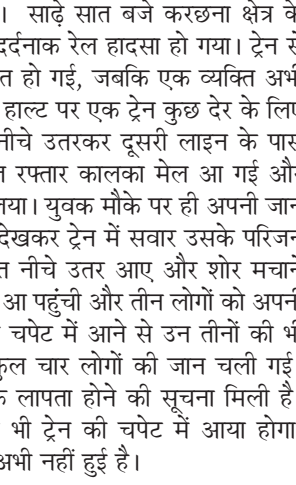 । साढ़े सात बजे करछना क्षेत्र के
दर्दनाक रेल हादसा हो गया। ट्रेन से
त हो गई, जबकि एक व्यक्ति अभी
हाल्ट पर एक ट्रेन कुछ देर के लिए
नीचे उतरकर दूसरी लाइन के पास
रफ्तार कालका मेल आ गई और
गया। युवक मौके पर ही अपनी जान
देखकर ट्रेन में सवार उसके परिजन
त नीचे उतर आए और शोर मचाने
आ पहुंची और तीन लोगों को अपनी
चपेट में आने से उन तीनों की भी
कुल चार लोगों की जान चली गई
के लापता होने की सूचना मिली है
भी ट्रेन की चपेट में आया होगा
अभी नहीं हुई है।